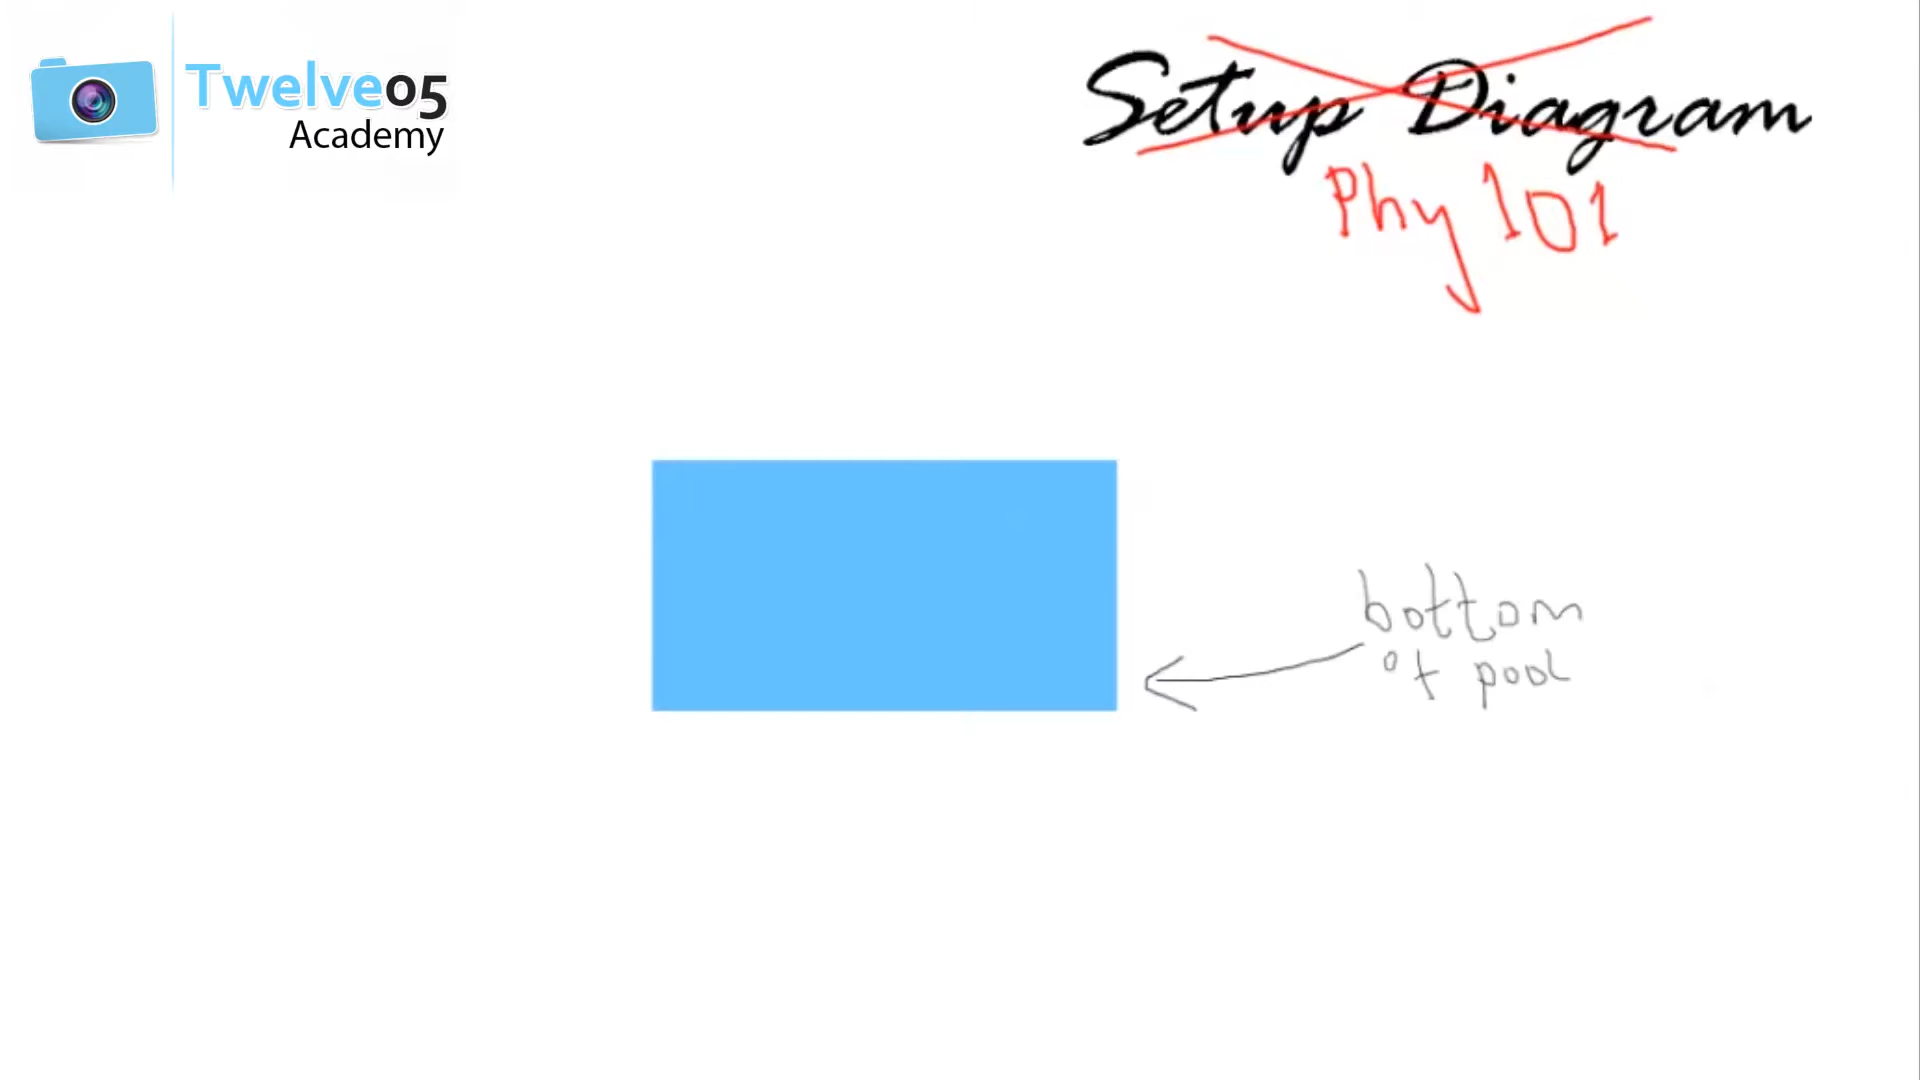 Twelve05
Academy
Setup Diagram
Phy 101
bottom
of pool